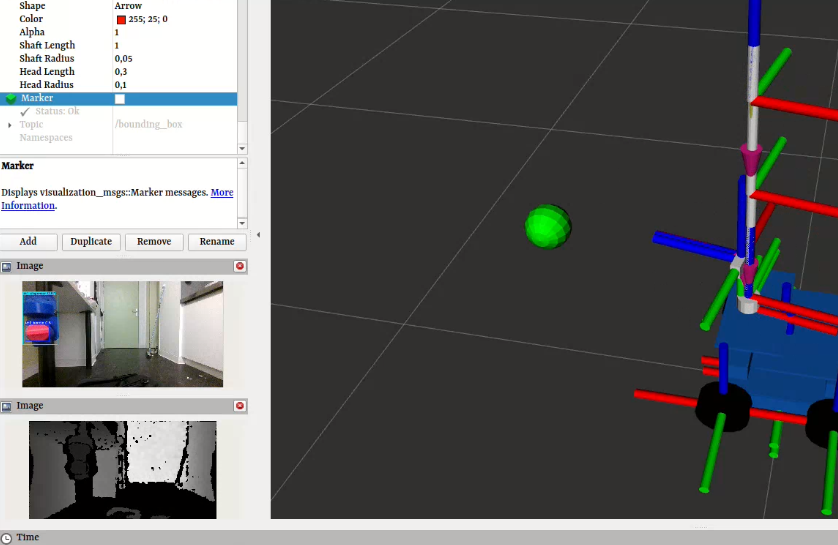 Shape Arrow
Color 255; 25; 0
Alpha 1
Shaft Length 1
Shaft Radius 0,05
Head Length 0,3
Head Radius 0,1
Marker
Status: Ok
Topic /bounding_box
Namespaces
Marker
Displays visualization_msgs::Marker messages. More
Information.
Add Duplicate Remove Rename
Image
Image
Time